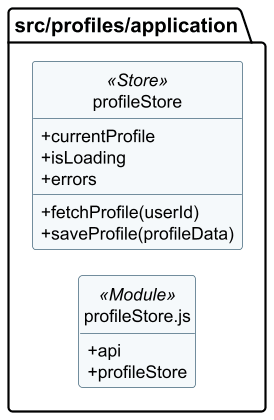 src/profiles/application
«Store»
profileStore
+currentProfile
+isLoading
+errors
+fetchProfile(userId)
+saveProfile(profileData)
«Module»
profileStore.js
+api
+profileStore